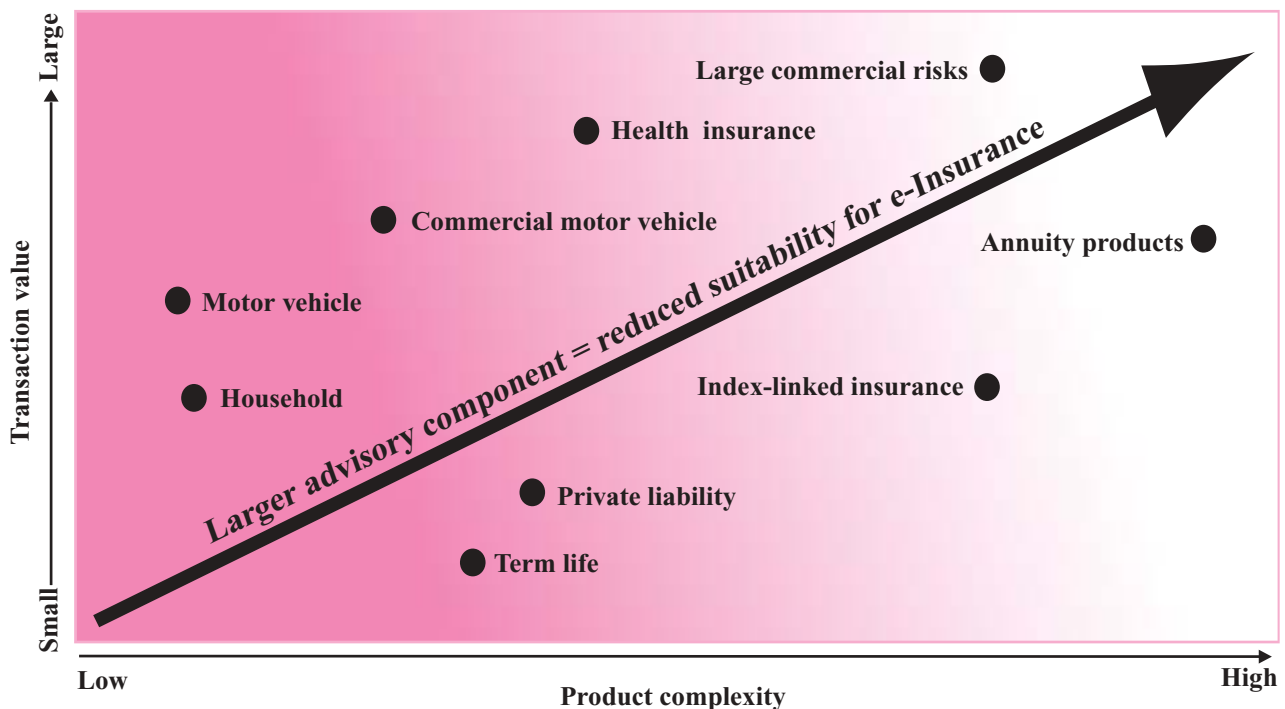 Large
Large commercial risks
Health insurance
Commercial motor vehicle
Annuity products
Motor vehicle
Larger advisory component = reduced suitability for e-Insurance
Index-linked insurance
Household
Transaction value
Private liability
Term life
Small
Low
High
Product complexity